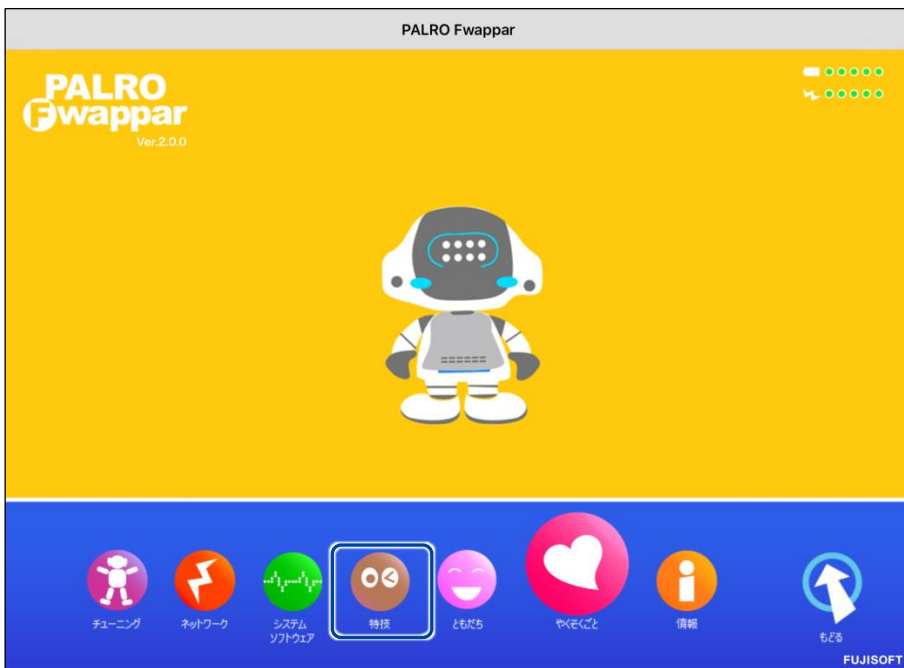 PALRO Fwappar
PALRO
Fwappar
Ver.2.0.0
チューニング
ネットワーク
システム
ソフトウェア
特技
ともだち
やくそくごと
情報
もどる
FUJISOFT